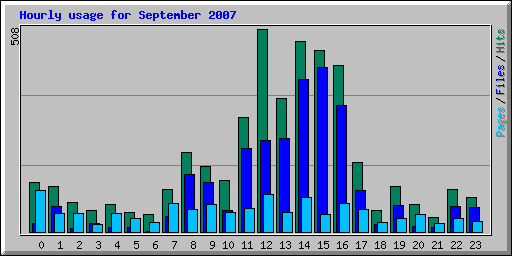 Hourly usage for September 2007
508
Pages / Files / Hits
0 1 2 3 4 5 6 7 8 9 10 11 12 13 14 15 16 17 18 19 20 21 22 23